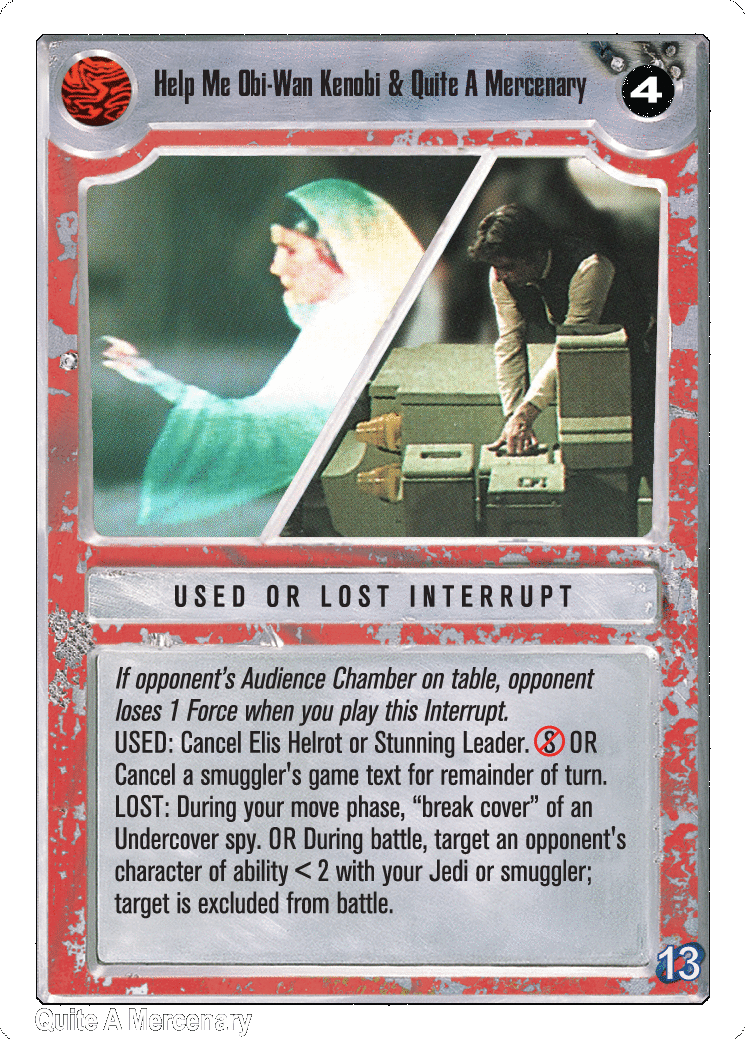 Help Me Obi-Wan Kenobi & Quite A Mercenary
4
USED OR LOST INTERRUPT
If opponent’s Audience Chamber on table, opponent
loses 1 Force when you play this Interrupt.
USED: Cancel Elis Helrot or Stunning Leader. S OR
Cancel a smuggler's game text for remainder of turn.
LOST: During your move phase, “break cover” of an
Undercover spy. OR During battle, target an opponent's
character of ability < 2 with your Jedi or smuggler;
target is excluded from battle.
13
Quite A Mercenary